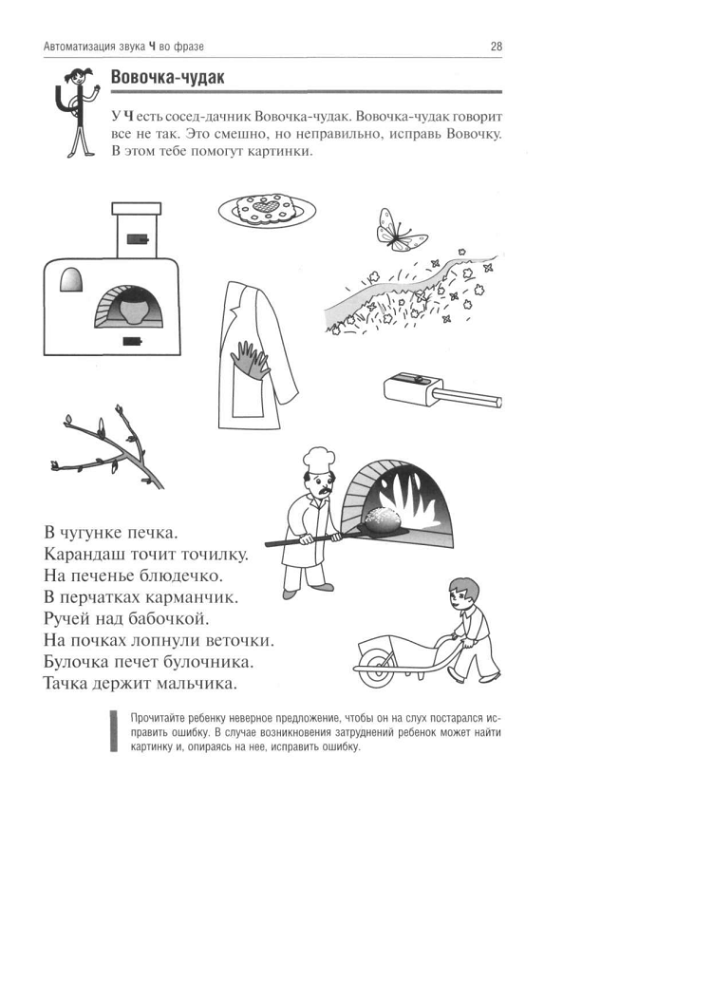 Автоматизация звука Ч во фразе 28
Вовочка-чудак
У Ч есть сосед-дачник Вовочка-чудак. Вовочка-чудак говорит
все не так. Это смешно, но неправильно, исправь Вовочку.
В этом тебе помогут картинки.
В чугунке печка.
Карандаш точит точилку.
На печенье блюдечко.
В перчатках карманчик.
Ручей над бабочкой.
На почках лопнули веточки.
Булочка печет булочника.
Тачка держит мальчика.
Прочитайте ребенку неверное предложение, чтобы он на слух постарался ис-
править ошибку. В случае возникновения затруднений ребенок может найти
картинку и, опираясь на нее, исправить ошибку.